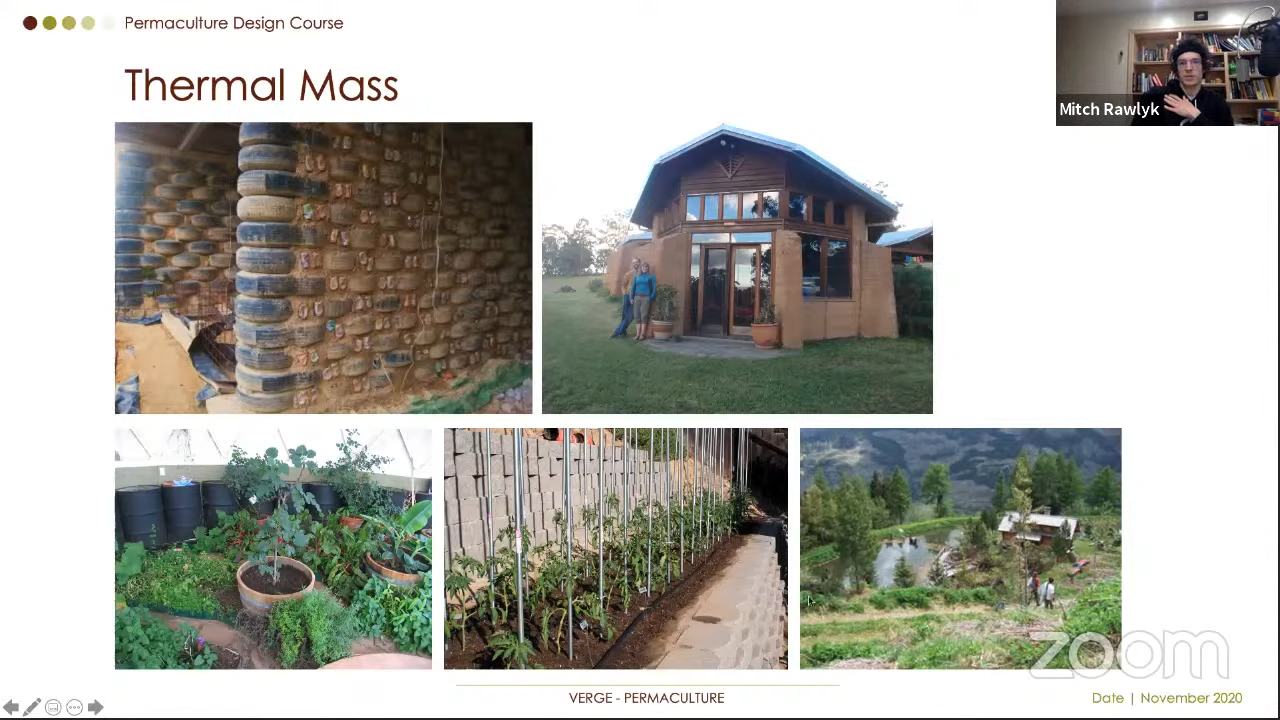 Permaculture Design Course
Mitch Rawlyk
Thermal Mass
zoom
VERGE - PERMACULTURE
Date | November 2020